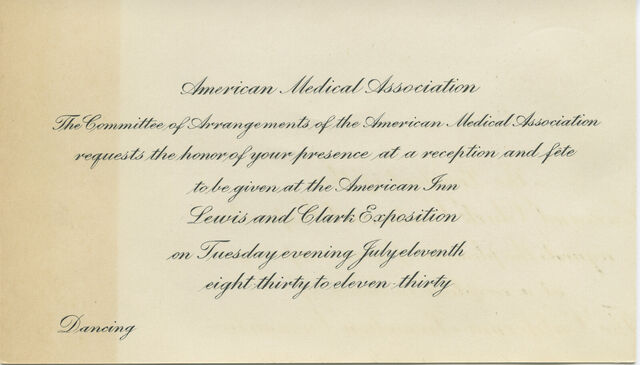 American Medical Association
The Committee of Arrangements of the American Medical Association
requests the honor of your presence at a reception and fête
to be given at the American Inn
Lewis and Clark Exposition
on Tuesday evening July eleventh
eight thirty to eleven thirty
Dancing